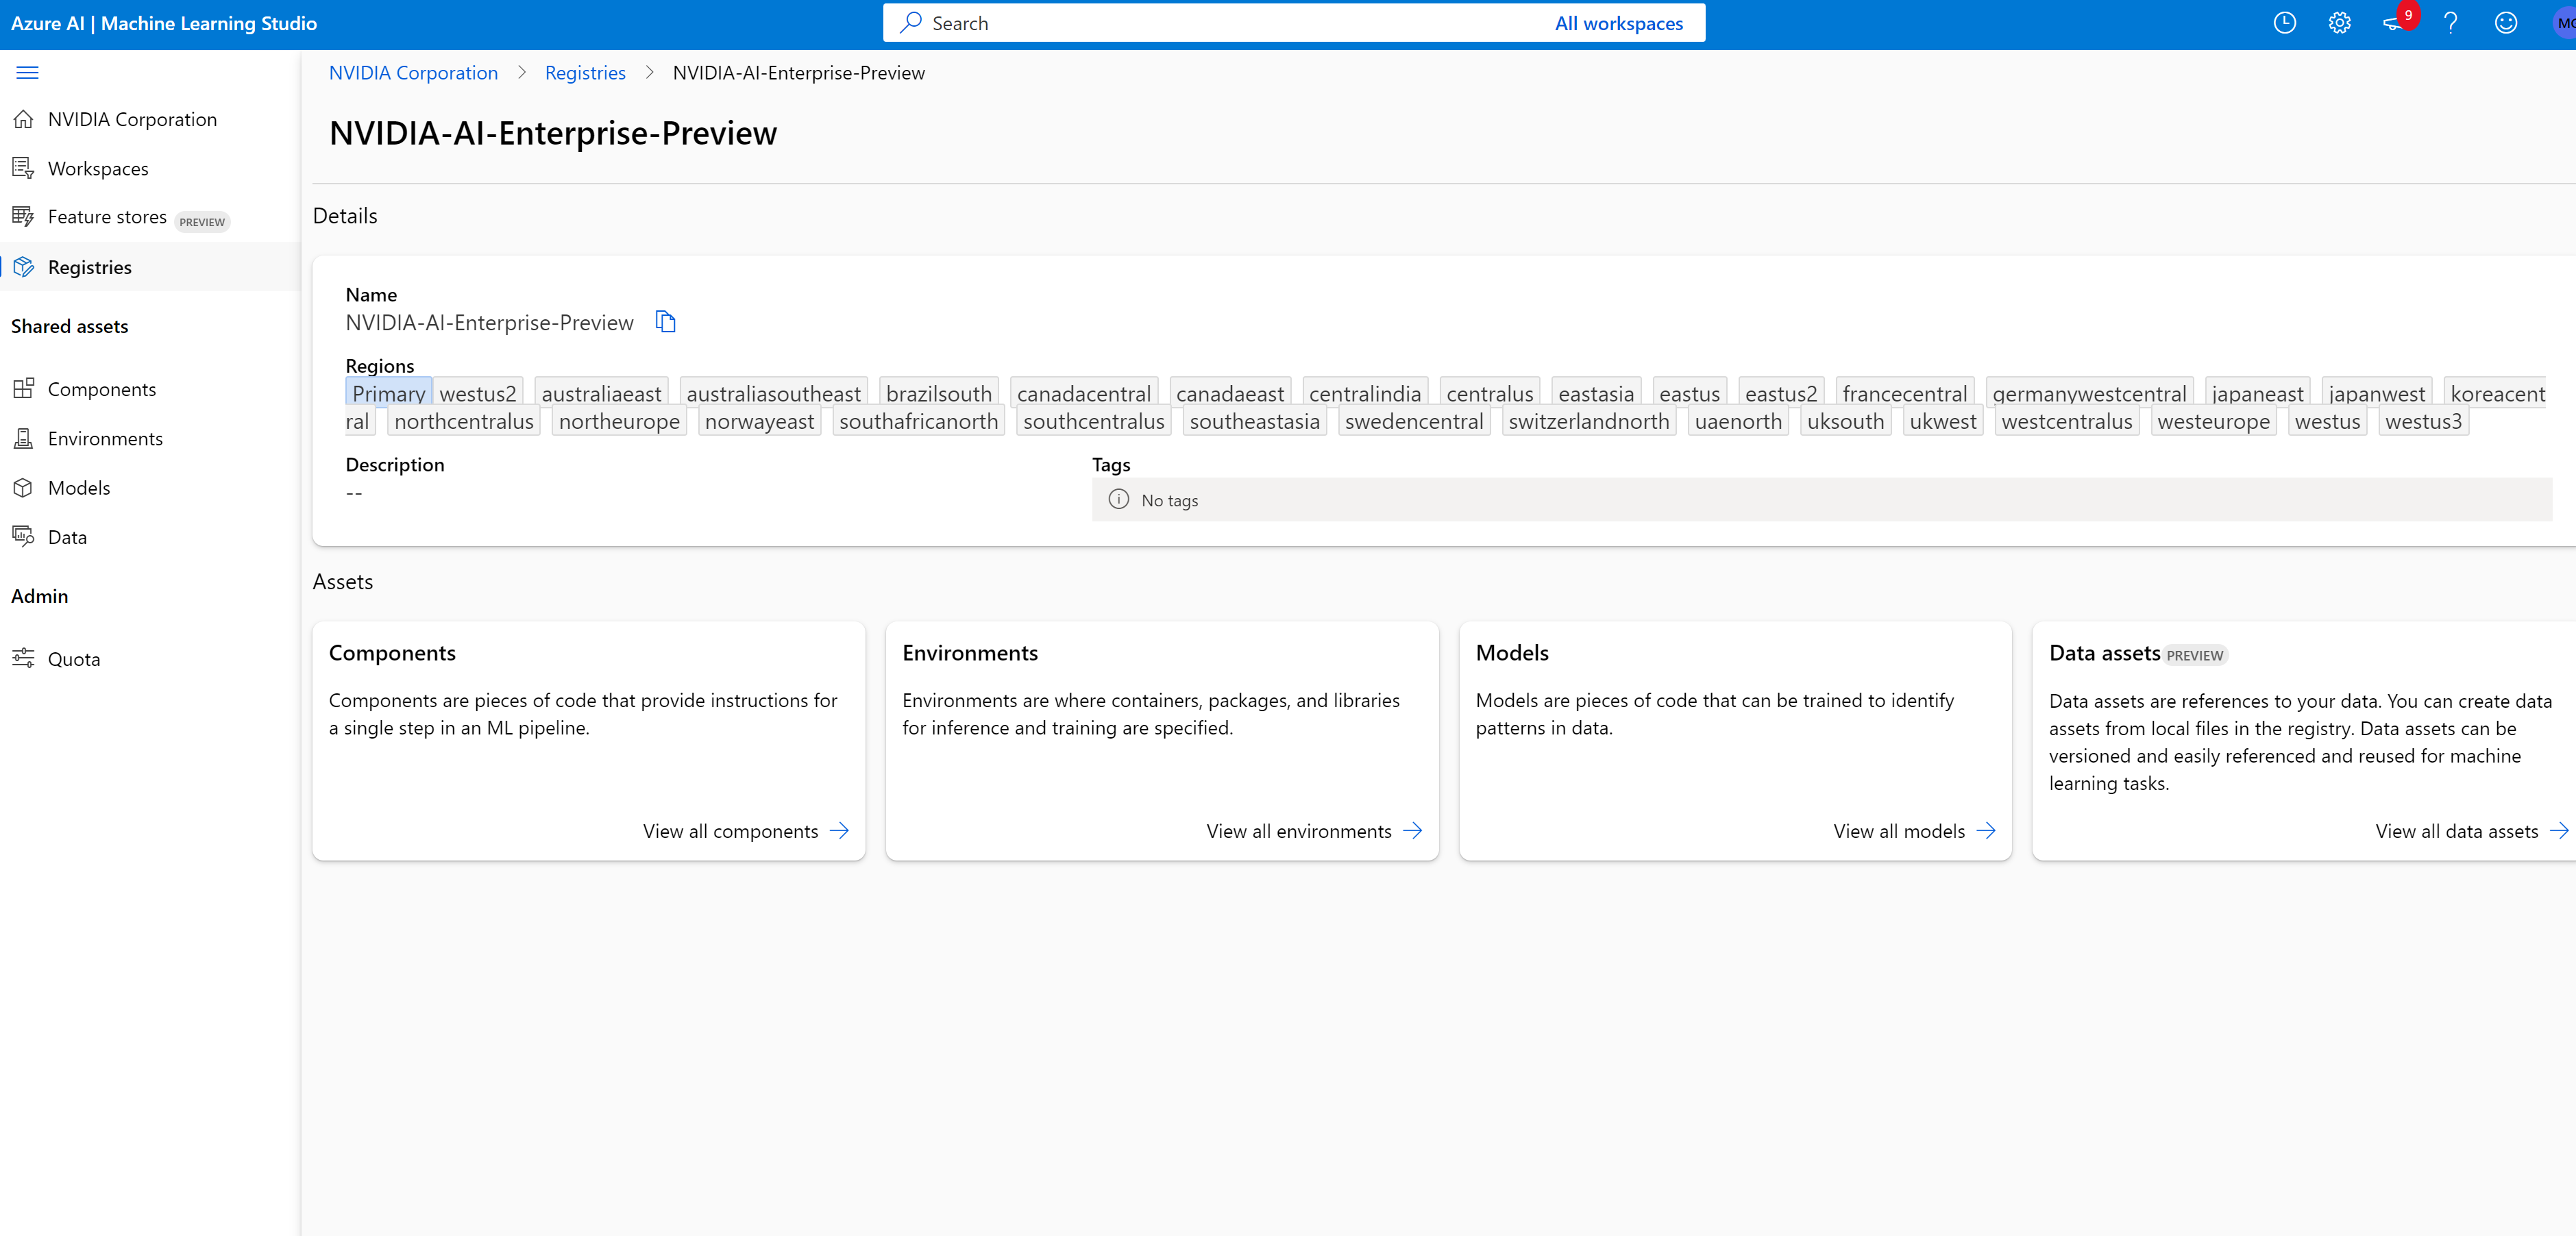 Azure AI | Machine Learning Studio
Search
All workspaces
9
NVIDIA Corporation > Registries > NVIDIA-AI-Enterprise-Preview
NVIDIA Corporation
Workspaces
Feature stores PREVIEW
Registries
Shared assets
Components
Environments
Models
Data
Admin
Quota
NVIDIA-AI-Enterprise-Preview
Details
Name
NVIDIA-AI-Enterprise-Preview
Regions
Primary westus2 australiaeast australiasoutheast brazilsouth canadacentral canadaeast centralindia centralus eastasia eastus eastus2 francecentral germanywestcentral japaneast japanwest koreacent
ral northcentralus northeurope norwayeast southafricanorth southcentralus southeastasia swedencentral switzerlandnorth uaenorth uksouth ukwest westcentralus westeurope westus westus3
Description
--
Tags
No tags
Assets
Components
Components are pieces of code that provide instructions for
a single step in an ML pipeline.
View all components
Environments
Environments are where containers, packages, and libraries
for inference and training are specified.
View all environments
Models
Models are pieces of code that can be trained to identify
patterns in data.
View all models
Data assets PREVIEW
Data assets are references to your data. You can create data
assets from local files in the registry. Data assets can be
versioned and easily referenced and reused for machine
learning tasks.
View all data assets